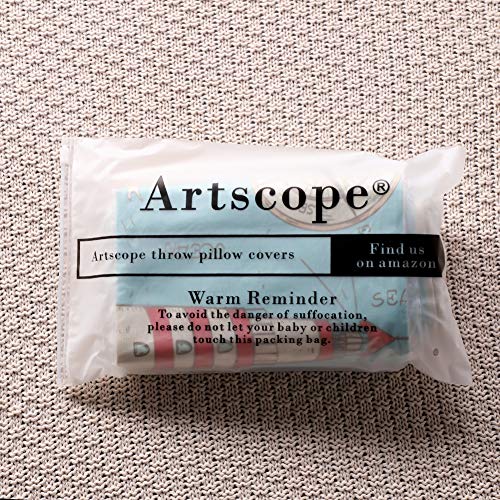 Artscope®
Artscope throw pillow covers
Find us
on amazon
Warm Reminder
To avoid the danger of suffocation,
please do not let your baby or children
touch this packing bag.
SEA